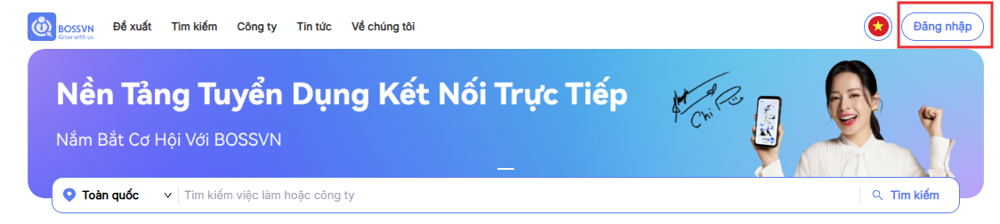 BOSSVN
Grow with us
Đề xuất
Tìm kiếm
Công ty
Tin tức
Về chúng tôi
Đăng nhập
Nền Tảng Tuyển Dụng Kết Nối Trực Tiếp
Nắm Bắt Cơ Hội Với BOSSVN
Chi Pu
Toàn quốc
Tìm kiếm việc làm hoặc công ty
Tìm kiếm